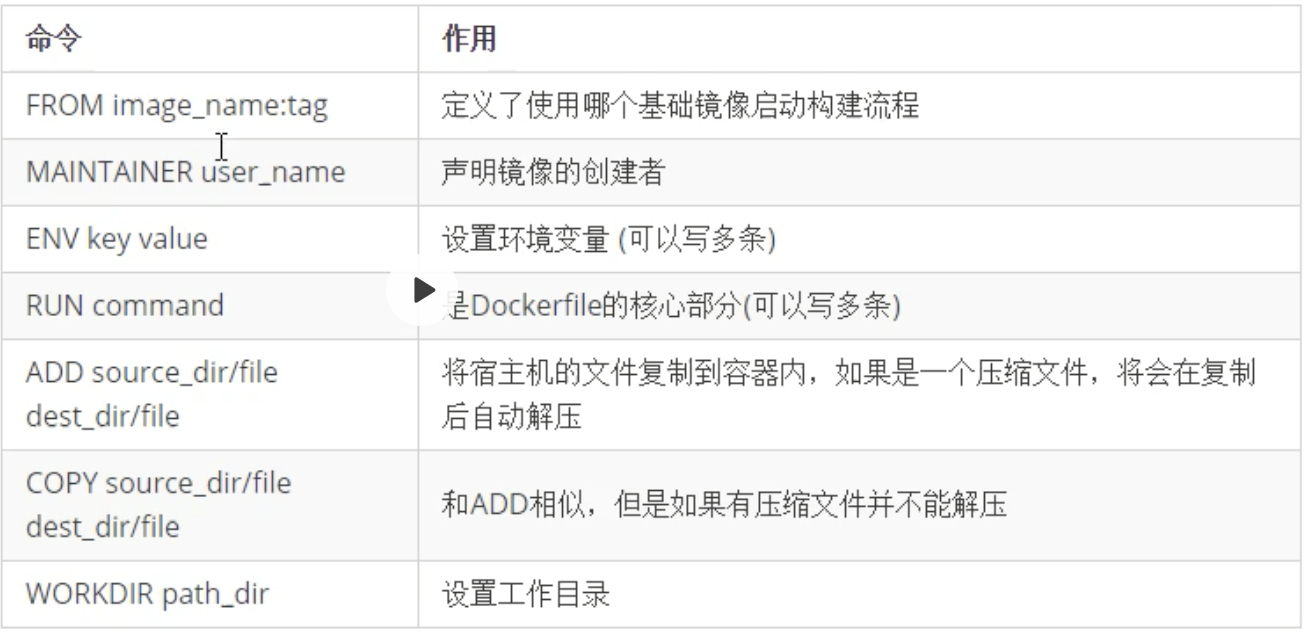 命令
作用
FROM image_name:tag
定义了使用哪个基础镜像启动构建流程
MAINTAINER user_name
声明镜像的创建者
ENV key value
设置环境变量 (可以写多条)
RUN command
是Dockerfile的核心部分(可以写多条)
ADD source_dir/file
dest_dir/file
将宿主机的文件复制到容器内，如果是一个压缩文件，将会在复制
后自动解压
COPY source_dir/file
dest_dir/file
和ADD相似，但是如果有压缩文件并不能解压
WORKDIR path_dir
设置工作目录